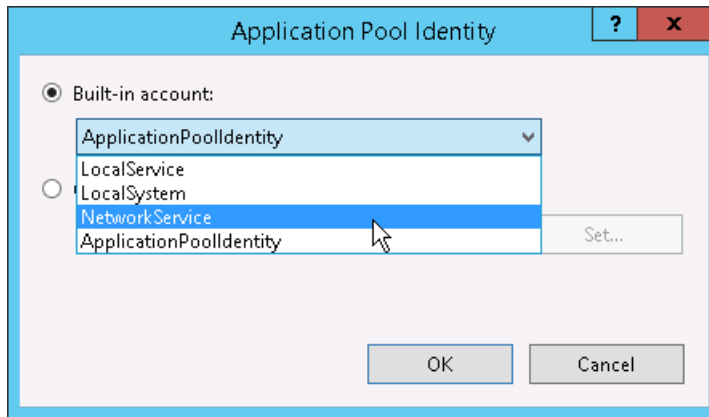 Application Pool Identity
?
x
Built-in account:
ApplicationPoolIdentity
LocalService
LocalSystem
NetworkService
ApplicationPoolIdentity
Set...
OK
Cancel